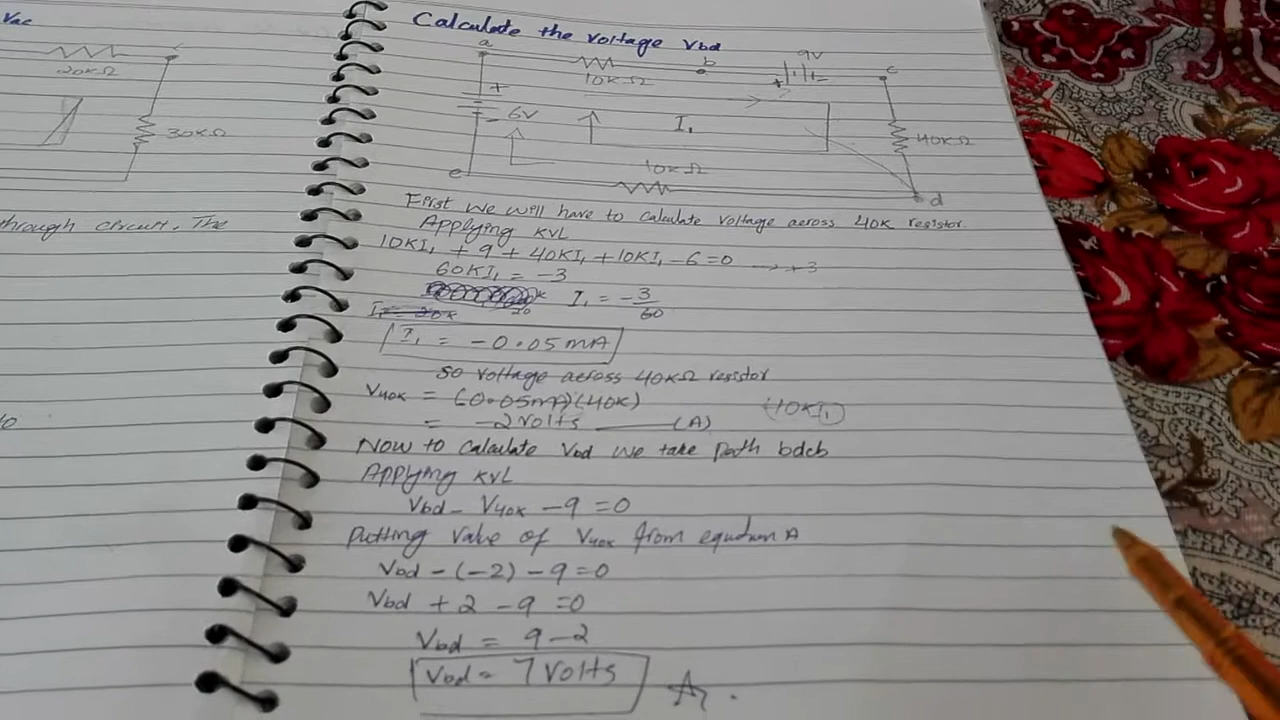 Vac
20KΩ
30KΩ
through circuit. The
Calculate the voltage Vbd
a
10KΩ
b
9V
+
-
c
+
6V
-
I₁
40KΩ
10KΩ
e
d
First we will have to calculate voltage across 40K resistor
Applying KVL
10KI₁ + 9 + 40KI₁ + 10KI₁ - 6 = 0
60KI₁ = -3
I₁ = -3/60
I₁ = -0.05mA
so voltage across 40KΩ resistor
V40K = (-0.05mA)(40K)
(10KI₁)
= -2 volts (A)
Now to calculate Vbd we take path bdcb
Applying KVL
Vbd - V40K - 9 = 0
Putting value of V40K from equation A
Vbd - (-2) - 9 = 0
Vbd + 2 - 9 = 0
Vbd = 9 - 2
Vbd = 7 Volts